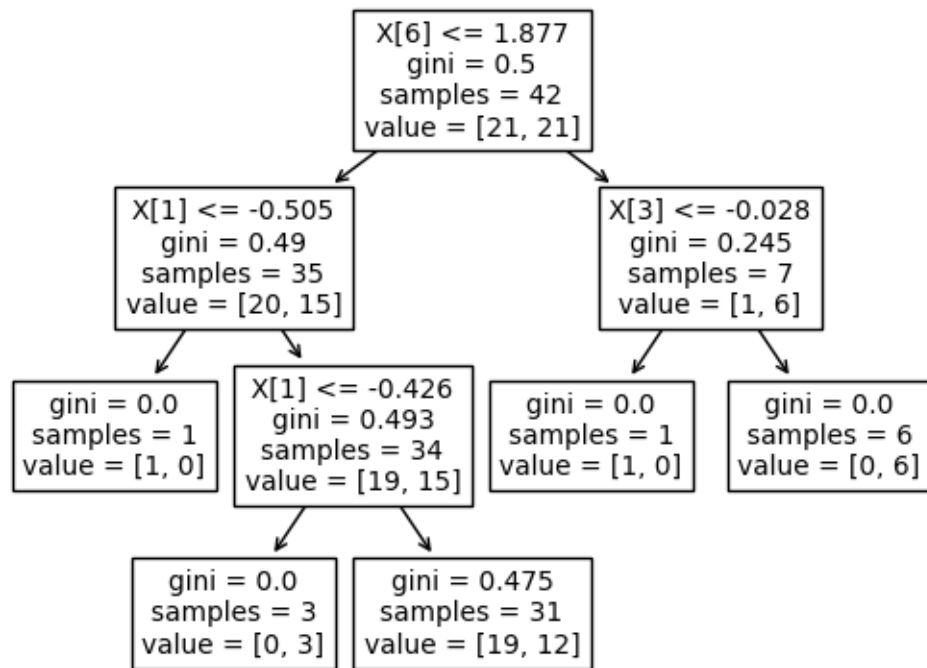 X[6] <= 1.877
gini = 0.5
samples = 42
value = [21, 21]
X[1] <= -0.505
gini = 0.49
samples = 35
value = [20, 15]
X[3] <= -0.028
gini = 0.245
samples = 7
value = [1, 6]
gini = 0.0
samples = 1
value = [1, 0]
X[1] <= -0.426
gini = 0.493
samples = 34
value = [19, 15]
gini = 0.0
samples = 1
value = [1, 0]
gini = 0.0
samples = 6
value = [0, 6]
gini = 0.0
samples = 3
value = [0, 3]
gini = 0.475
samples = 31
value = [19, 12]